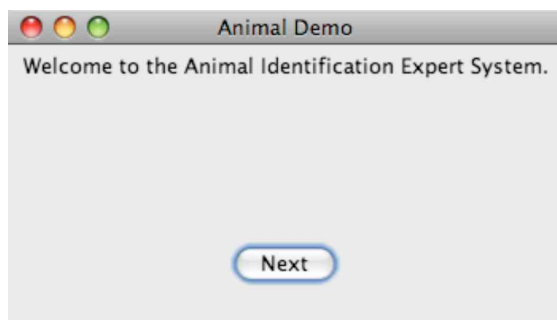 Animal Demo
Welcome to the Animal Identification Expert System.
Next